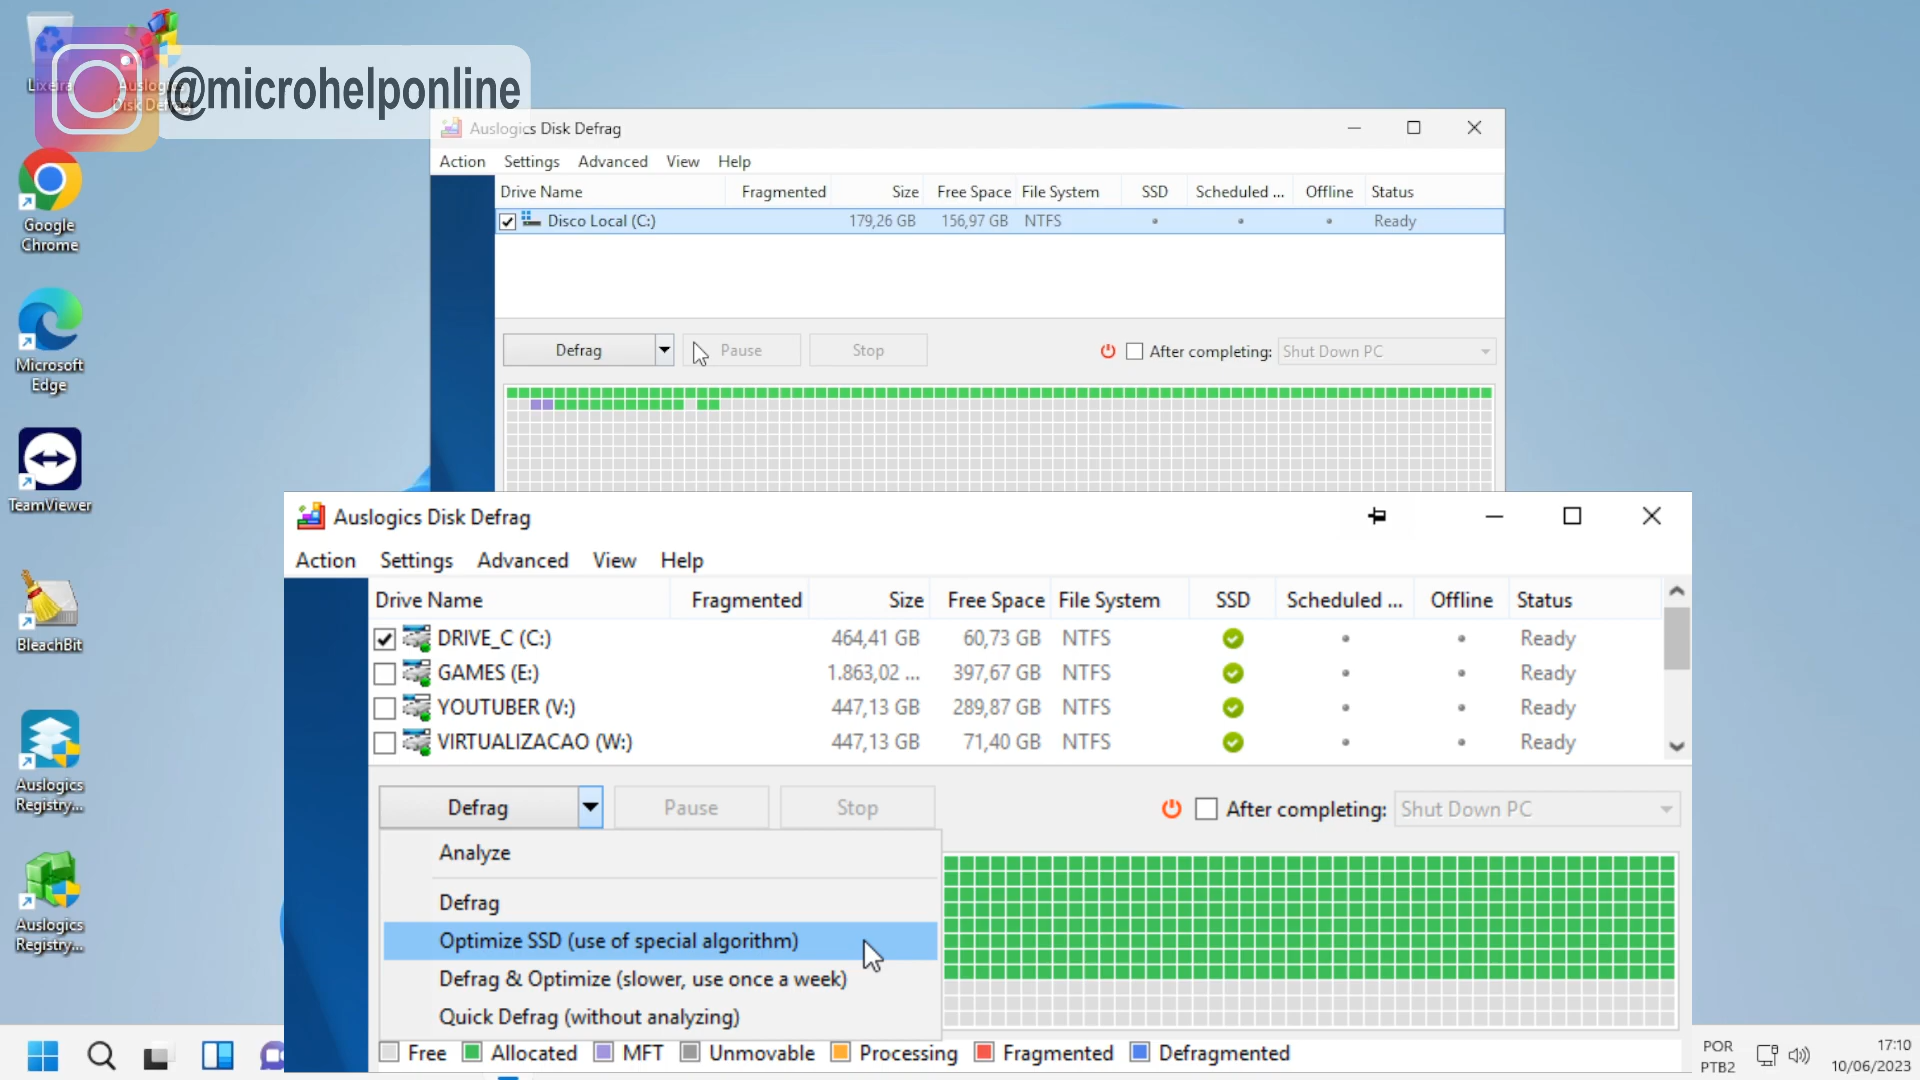 Lixeira
Auslogics
Disk Defrag
@microhelponline
Google
Chrome
Microsoft
Edge
TeamViewer
BleachBit
Auslogics
Registry...
Auslogics
Registry...
Auslogics Disk Defrag
Action Settings Advanced View Help
Drive Name Fragmented Size Free Space File System SSD Scheduled ... Offline Status
Disco Local (C:) 179,26 GB 156,97 GB NTFS Ready
Defrag Pause Stop After completing: Shut Down PC
Auslogics Disk Defrag
Action Settings Advanced View Help
Drive Name Fragmented Size Free Space File System SSD Scheduled ... Offline Status
DRIVE_C (C:) 464,41 GB 60,73 GB NTFS Ready
GAMES (E:) 1.863,02 ... 397,67 GB NTFS Ready
YOUTUBER (V:) 447,13 GB 289,87 GB NTFS Ready
VIRTUALIZACAO (W:) 447,13 GB 71,40 GB NTFS Ready
Defrag Pause Stop After completing: Shut Down PC
Analyze
Defrag
Optimize SSD (use of special algorithm)
Defrag & Optimize (slower, use once a week)
Quick Defrag (without analyzing)
Free Allocated MFT Unmovable Processing Fragmented Defragmented
POR
PTB2
17:10
10/06/2023